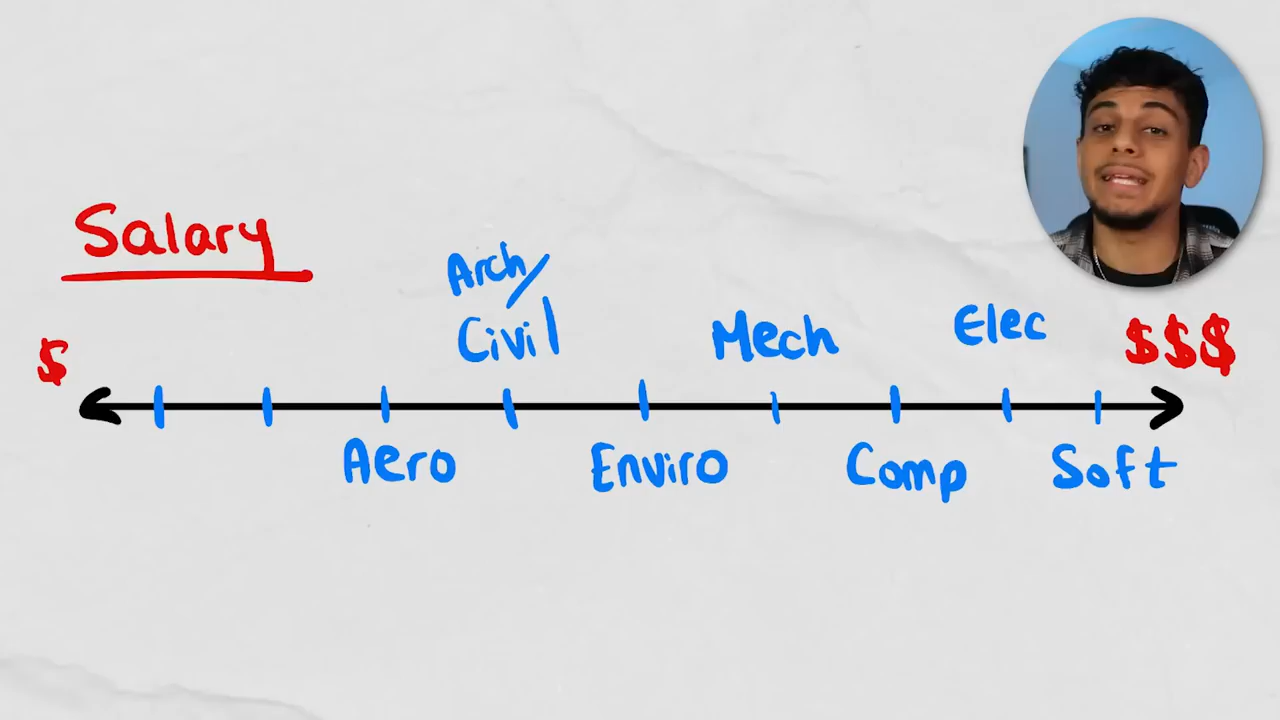 Salary
$
Arch/
Civil
Mech
Elec
$$$
Aero
Enviro
Comp
Soft